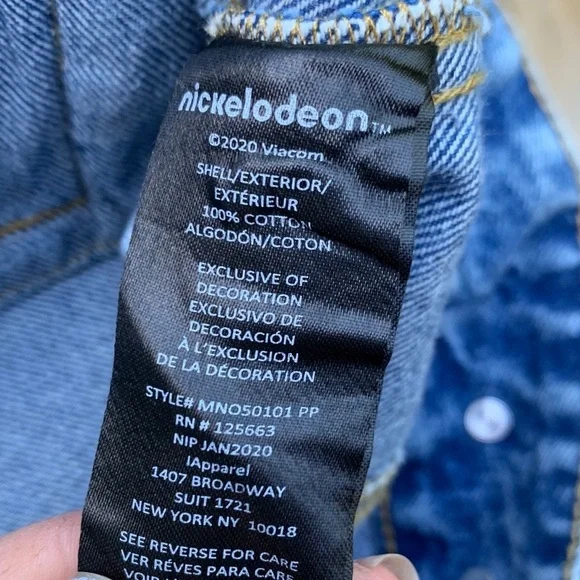 nickelodeon™
©2020 Viacom
SHELL/EXTERIOR/
EXTÉRIEUR
100% COTTON
ALGODÓN/COTON
EXCLUSIVE OF
DECORATION
EXCLUSIVO DE
DECORACIÓN
À L'EXCLUSION
DE LA DÉCORATION
STYLE# MNO50101 PP
RN # 125663
NIP JAN2020
IApparel
1407 BROADWAY
SUIT 1721
NEW YORK NY 10018
SEE REVERSE FOR CARE
VER RÉVES PARA CARE